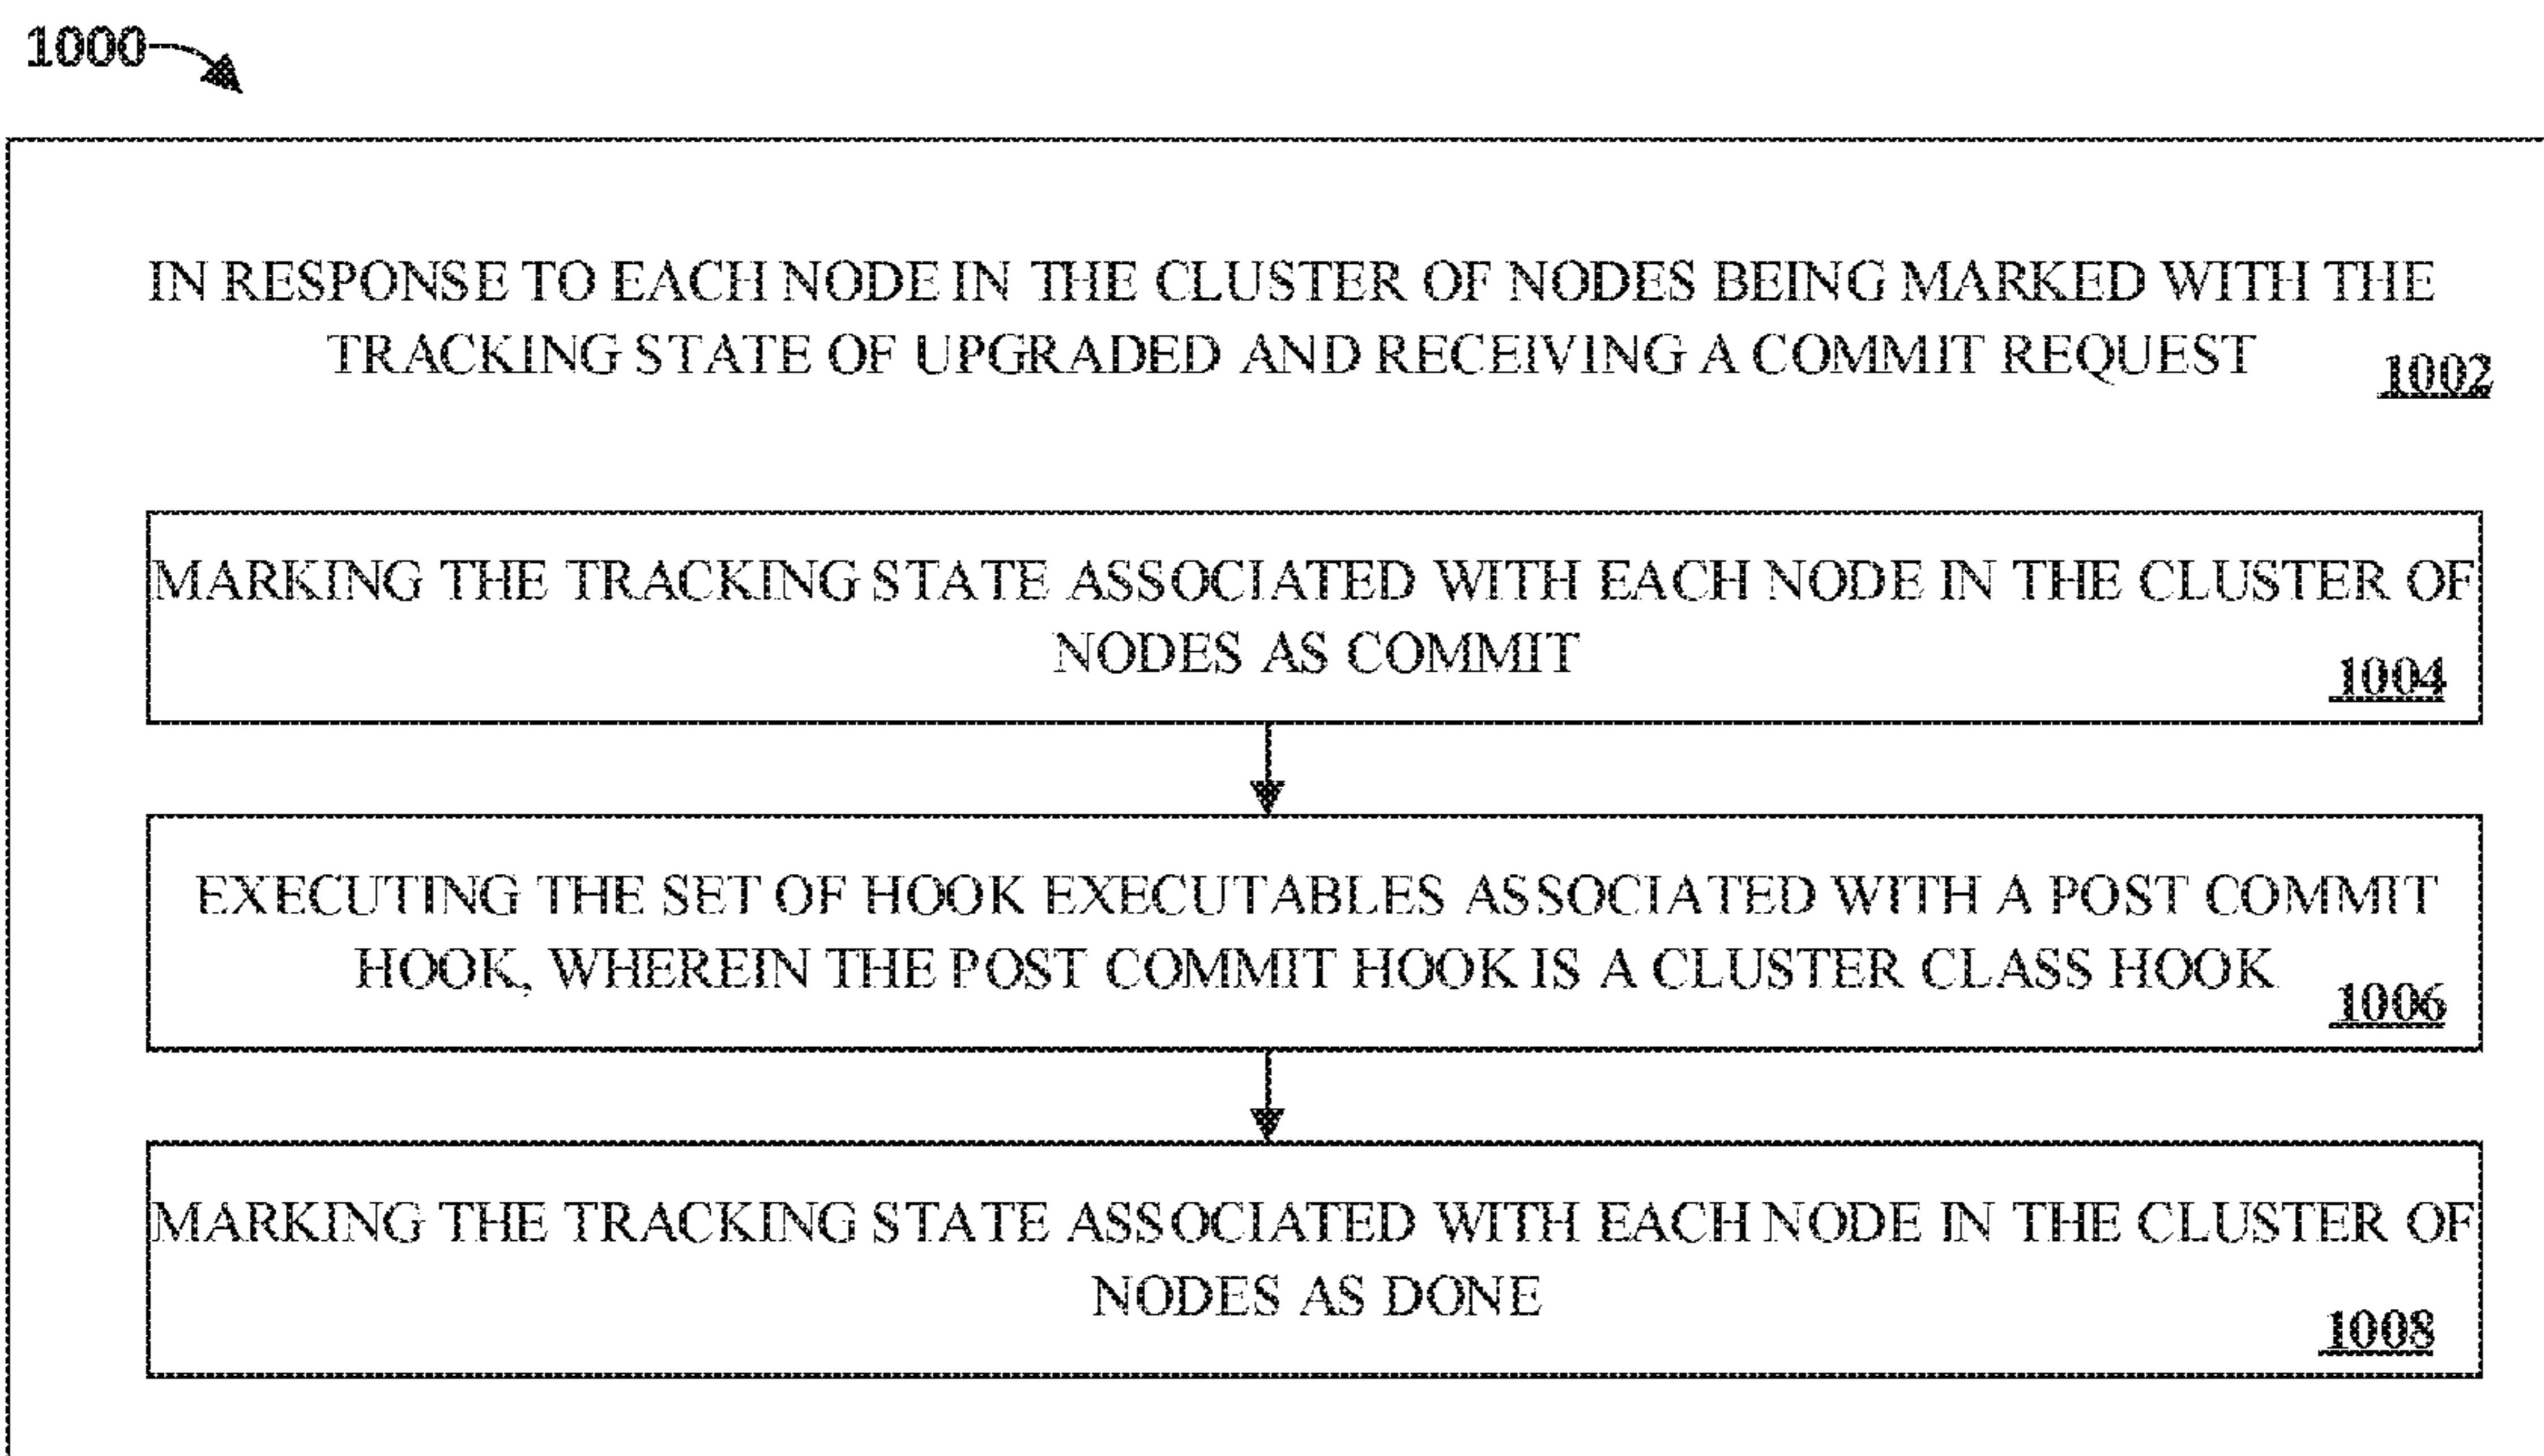 1000
IN RESPONSE TO EACH NODE IN THE CLUSTER OF NODES BEING MARKED WITH THE
TRACKING STATE OF UPGRADED AND RECEIVING A COMMIT REQUEST
1002
MARKING THE TRACKING STATE ASSOCIATED WITH EACH NODE IN THE CLUSTER OF
NODES AS COMMIT
1004
EXECUTING THE SET OF HOOK EXECUTABLES ASSOCIATED WITH A POST COMMIT
HOOK, WHEREIN THE POST COMMIT HOOK IS A CLUSTER CLASS HOOK
1006
MARKING THE TRACKING STATE ASSOCIATED WITH EACH NODE IN THE CLUSTER OF
NODES AS DONE
1008